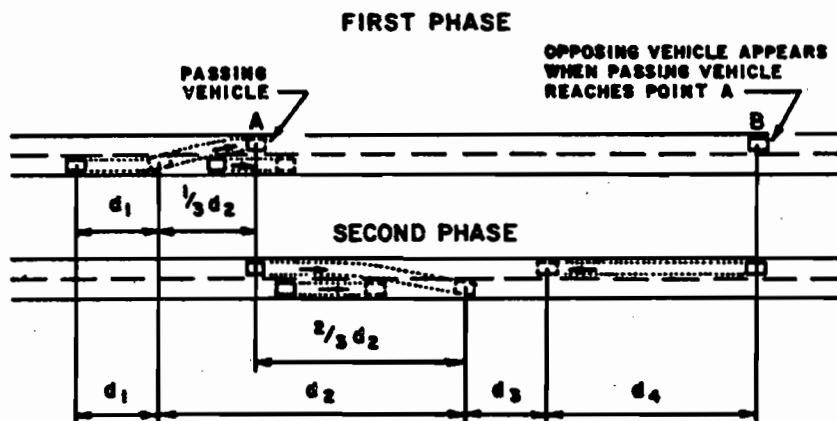 FIRST PHASE
PASSING
VEHICLE
OPPOSING VEHICLE APPEARS
WHEN PASSING VEHICLE
REACHES POINT A
A
B
d1
1/3 d2
SECOND PHASE
2/3 d2
d1
d2
d3
d4